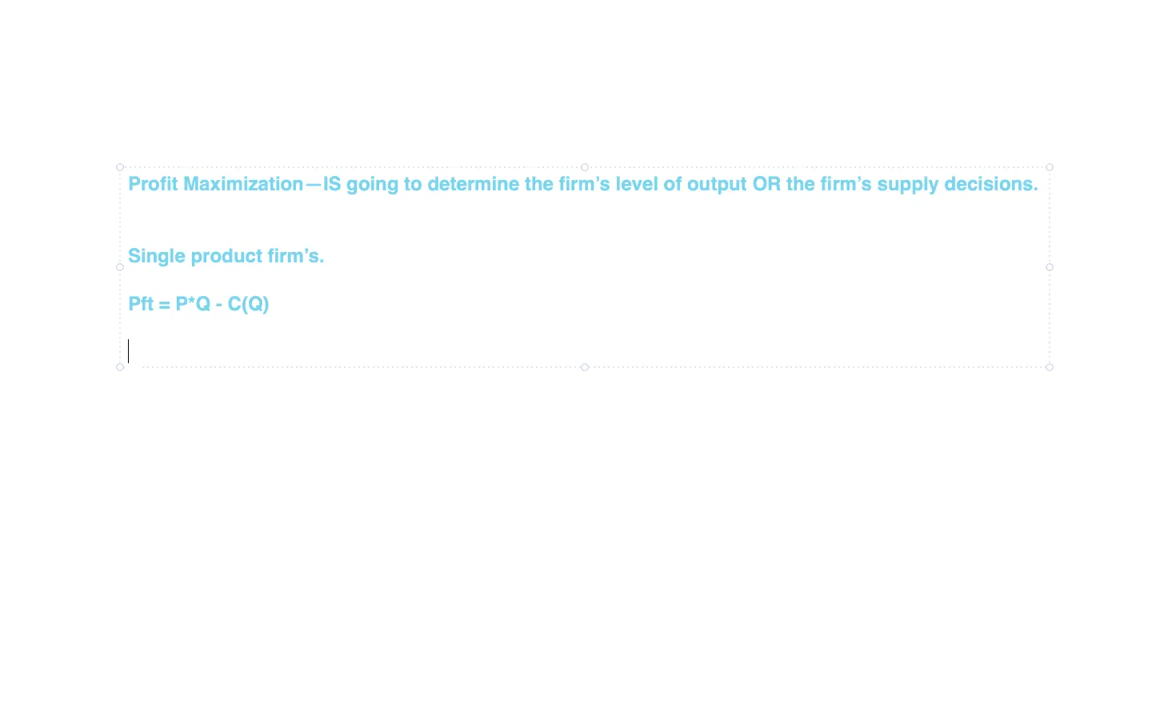 Profit Maximization—IS going to determine the firm’s level of output OR the firm’s supply decisions.
Single product firm’s.
Pft = P*Q - C(Q)